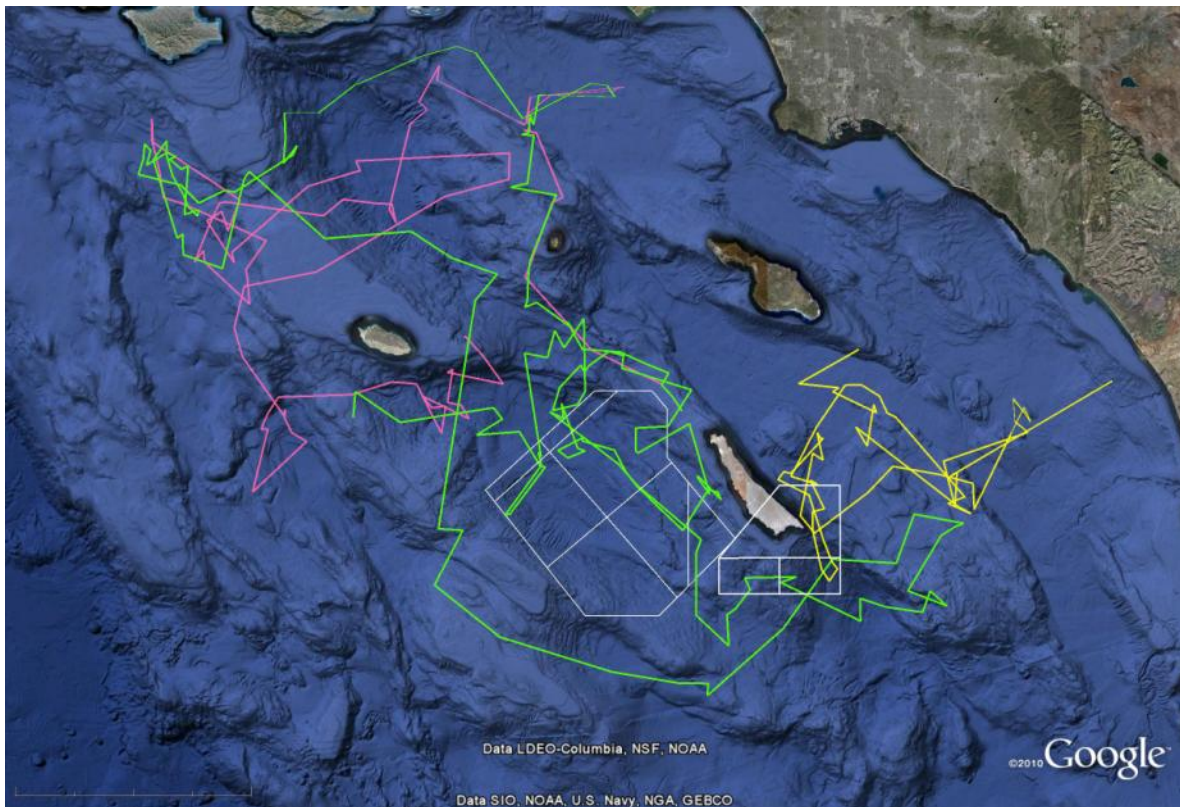 Data LDEO-Columbia, NSF, NOAA
©2010 Google
Data SIO, NOAA, U.S. Navy, NGA, GEBCO